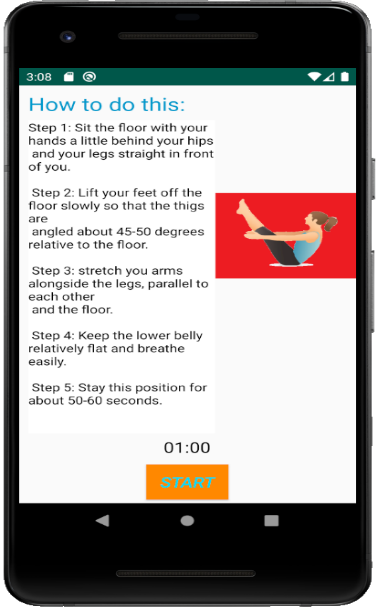 3:08
How to do this:
Step 1: Sit the floor with your
hands a little behind your hips
and your legs straight in front
of you.
Step 2: Lift your feet off the
floor slowly so that the thigs
are
angled about 45-50 degrees
relative to the floor.
Step 3: stretch you arms
alongside the legs, parallel to
each other
and the floor.
Step 4: Keep the lower belly
relatively flat and breathe
easily.
Step 5: Stay this position for
about 50-60 seconds.
01:00
START